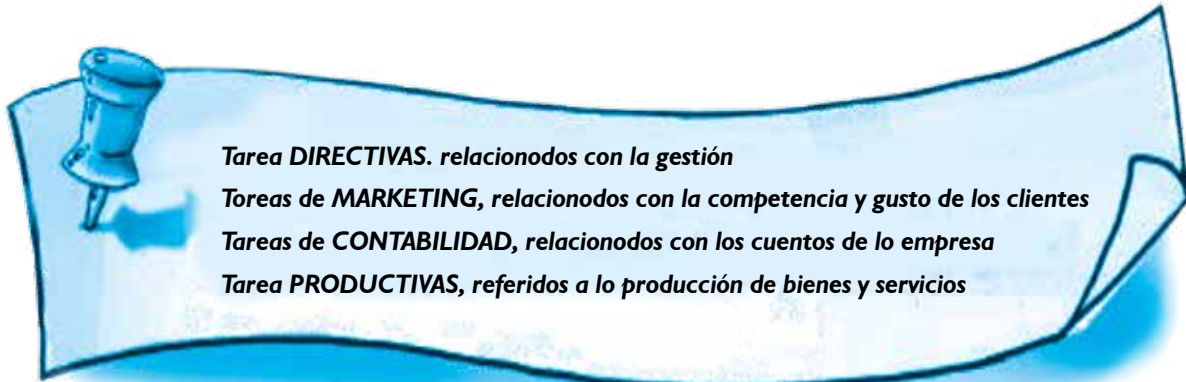 Tarea DIRECTIVAS. relacionodos con la gestión
Toreas de MARKETING, relacionodos con la competencia y gusto de los clientes
Tareas de CONTABILIDAD, relacionodos con los cuentos de lo empresa
Tarea PRODUCTIVAS, referidos a lo producción de bienes y servicios